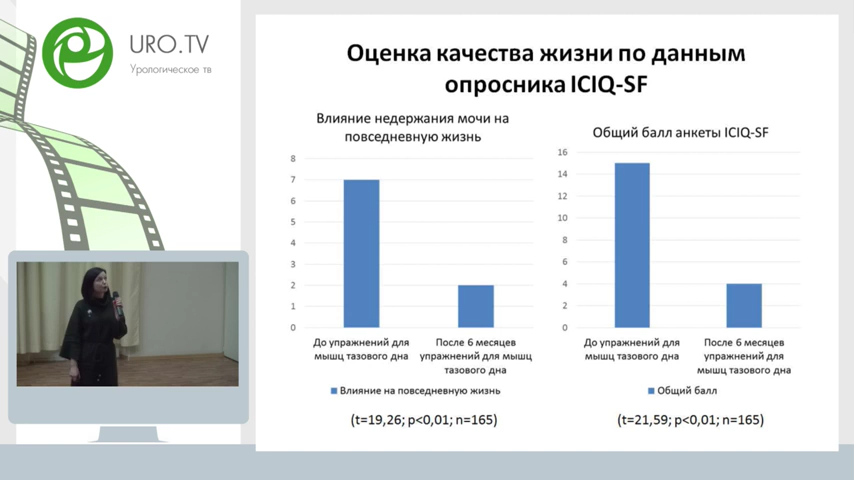 URO.TV
Урологическое тв
Оценка качества жизни по данным
опросника ICIQ-SF
Влияние недержания мочи на
повседневную жизнь
8
7
6
5
4
3
2
1
0
До упражнений для
мышц тазового дна
После 6 месяцев
упражнений для мышц
тазового дна
Влияние на повседневную жизнь
(t=19,26; p<0,01; n=165)
Общий балл анкеты ICIQ-SF
16
14
12
10
8
6
4
2
0
До упражнений для
мышц тазового дна
После 6 месяцев
упражнений для
мышц тазового дна
Общий балл
(t=21,59; p<0,01; n=165)